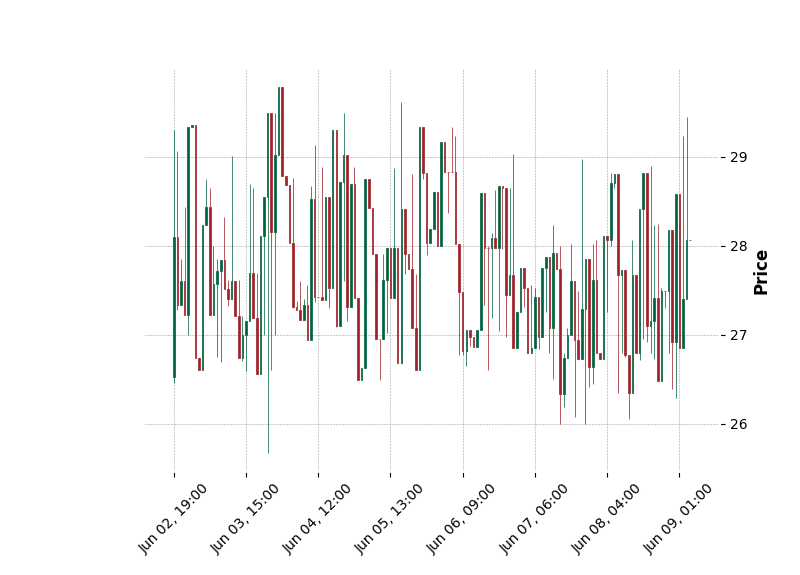 29
28
27
26
Price
Jun 02, 19:00
Jun 03, 15:00
Jun 04, 12:00
Jun 05, 13:00
Jun 06, 09:00
Jun 07, 06:00
Jun 08, 04:00
Jun 09, 01:00